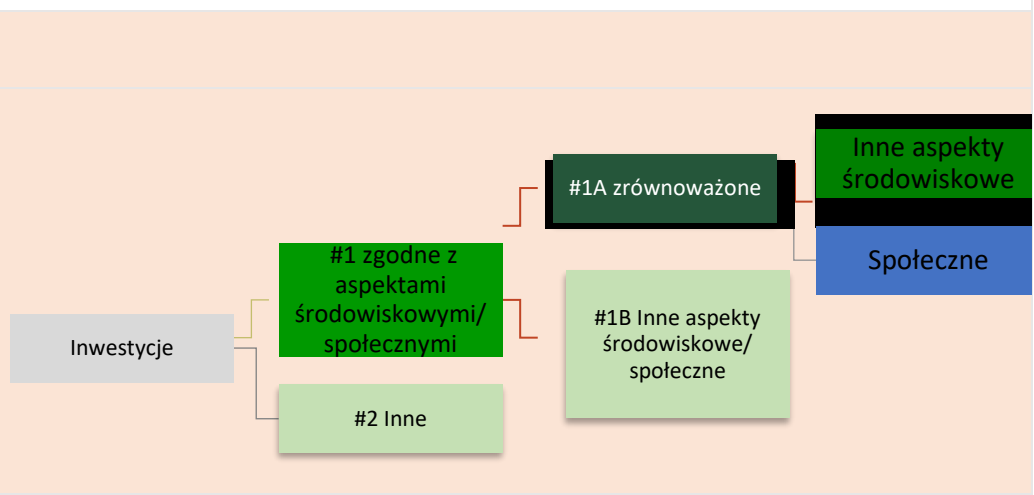 Inwestycje
#1 zgodne z
aspektami
środowiskowymi/
społecznymi
#2 Inne
#1A zrównoważone
#1B Inne aspekty
środowiskowe/
społeczne
Inne aspekty
środowiskowe
Społeczne